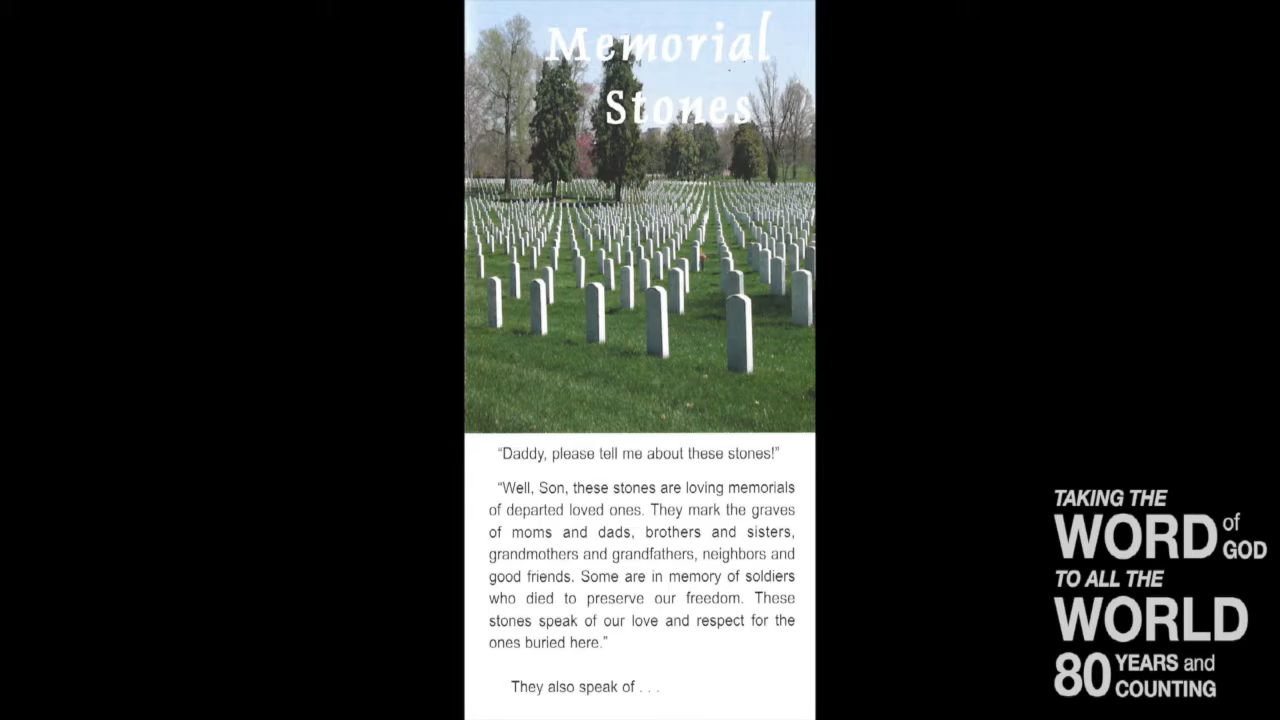 Memorial
Stones
“Daddy, please tell me about these stones!”
“Well, Son, these stones are loving memorials
of departed loved ones. They mark the graves
of moms and dads, brothers and sisters,
grandmothers and grandfathers, neighbors and
good friends. Some are in memory of soldiers
who died to preserve our freedom. These
stones speak of our love and respect for the
ones buried here.”
They also speak of . . .
TAKING THE
WORD of GOD
TO ALL THE
WORLD
80 YEARS and
COUNTING